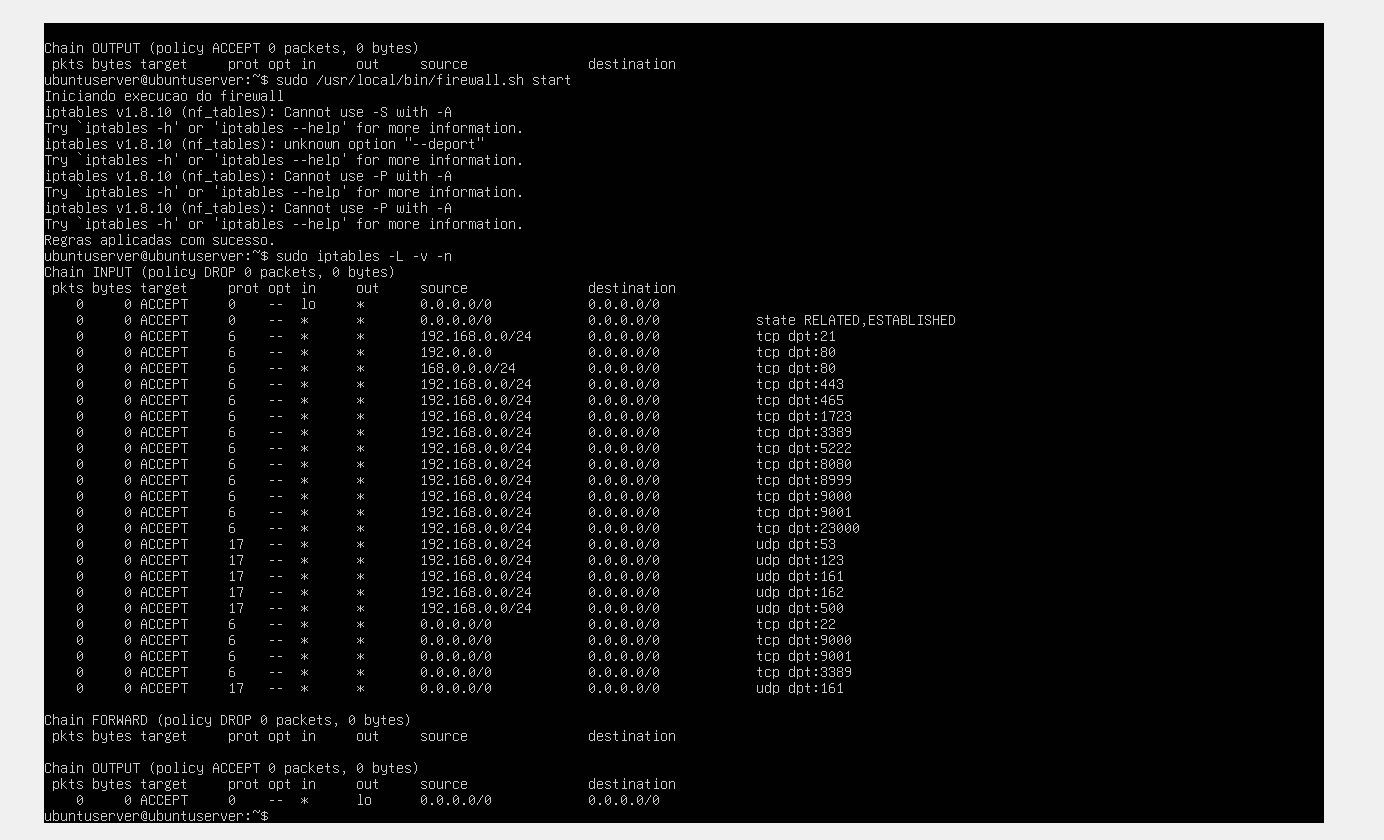 Chain OUTPUT (policy ACCEPT 0 packets, 0 bytes)
 pkts bytes target     prot opt in     out     source               destination
ubuntuserver@ubuntuserver:~$ sudo /usr/local/bin/firewall.sh start
Iniciando execucao do firewall
iptables v1.8.10 (nf_tables): Cannot use -S with -A
Try `iptables -h' or 'iptables --help' for more information.
iptables v1.8.10 (nf_tables): unknown option "--deport"
Try `iptables -h' or 'iptables --help' for more information.
iptables v1.8.10 (nf_tables): Cannot use -P with -A
Try `iptables -h' or 'iptables --help' for more information.
iptables v1.8.10 (nf_tables): Cannot use -P with -A
Try `iptables -h' or 'iptables --help' for more information.
Regras aplicadas com sucesso.
ubuntuserver@ubuntuserver:~$ sudo iptables -L -v -n
Chain INPUT (policy DROP 0 packets, 0 bytes)
 pkts bytes target     prot opt in     out     source               destination
    0     0 ACCEPT     0    --  lo     *       0.0.0.0/0            0.0.0.0/0
    0     0 ACCEPT     0    --  *      *       0.0.0.0/0            0.0.0.0/0            state RELATED,ESTABLISHED
    0     0 ACCEPT     6    --  *      *       192.168.0.0/24       0.0.0.0/0            tcp dpt:21
    0     0 ACCEPT     6    --  *      *       192.0.0.0            0.0.0.0/0            tcp dpt:80
    0     0 ACCEPT     6    --  *      *       168.0.0.0/24         0.0.0.0/0            tcp dpt:80
    0     0 ACCEPT     6    --  *      *       192.168.0.0/24       0.0.0.0/0            tcp dpt:443
    0     0 ACCEPT     6    --  *      *       192.168.0.0/24       0.0.0.0/0            tcp dpt:465
    0     0 ACCEPT     6    --  *      *       192.168.0.0/24       0.0.0.0/0            tcp dpt:1723
    0     0 ACCEPT     6    --  *      *       192.168.0.0/24       0.0.0.0/0            tcp dpt:3389
    0     0 ACCEPT     6    --  *      *       192.168.0.0/24       0.0.0.0/0            tcp dpt:5222
    0     0 ACCEPT     6    --  *      *       192.168.0.0/24       0.0.0.0/0            tcp dpt:8080
    0     0 ACCEPT     6    --  *      *       192.168.0.0/24       0.0.0.0/0            tcp dpt:8999
    0     0 ACCEPT     6    --  *      *       192.168.0.0/24       0.0.0.0/0            tcp dpt:9000
    0     0 ACCEPT     6    --  *      *       192.168.0.0/24       0.0.0.0/0            tcp dpt:9001
    0     0 ACCEPT     6    --  *      *       192.168.0.0/24       0.0.0.0/0            tcp dpt:23000
    0     0 ACCEPT     17   --  *      *       192.168.0.0/24       0.0.0.0/0            udp dpt:53
    0     0 ACCEPT     17   --  *      *       192.168.0.0/24       0.0.0.0/0            udp dpt:123
    0     0 ACCEPT     17   --  *      *       192.168.0.0/24       0.0.0.0/0            udp dpt:161
    0     0 ACCEPT     17   --  *      *       192.168.0.0/24       0.0.0.0/0            udp dpt:162
    0     0 ACCEPT     17   --  *      *       192.168.0.0/24       0.0.0.0/0            udp dpt:500
    0     0 ACCEPT     6    --  *      *       0.0.0.0/0            0.0.0.0/0            tcp dpt:22
    0     0 ACCEPT     6    --  *      *       0.0.0.0/0            0.0.0.0/0            tcp dpt:9000
    0     0 ACCEPT     6    --  *      *       0.0.0.0/0            0.0.0.0/0            tcp dpt:9001
    0     0 ACCEPT     6    --  *      *       0.0.0.0/0            0.0.0.0/0            tcp dpt:3389
    0     0 ACCEPT     17   --  *      *       0.0.0.0/0            0.0.0.0/0            udp dpt:161
Chain FORWARD (policy DROP 0 packets, 0 bytes)
 pkts bytes target     prot opt in     out     source               destination
Chain OUTPUT (policy ACCEPT 0 packets, 0 bytes)
 pkts bytes target     prot opt in     out     source               destination
    0     0 ACCEPT     0    --  *      lo      0.0.0.0/0            0.0.0.0/0
ubuntuserver@ubuntuserver:~$